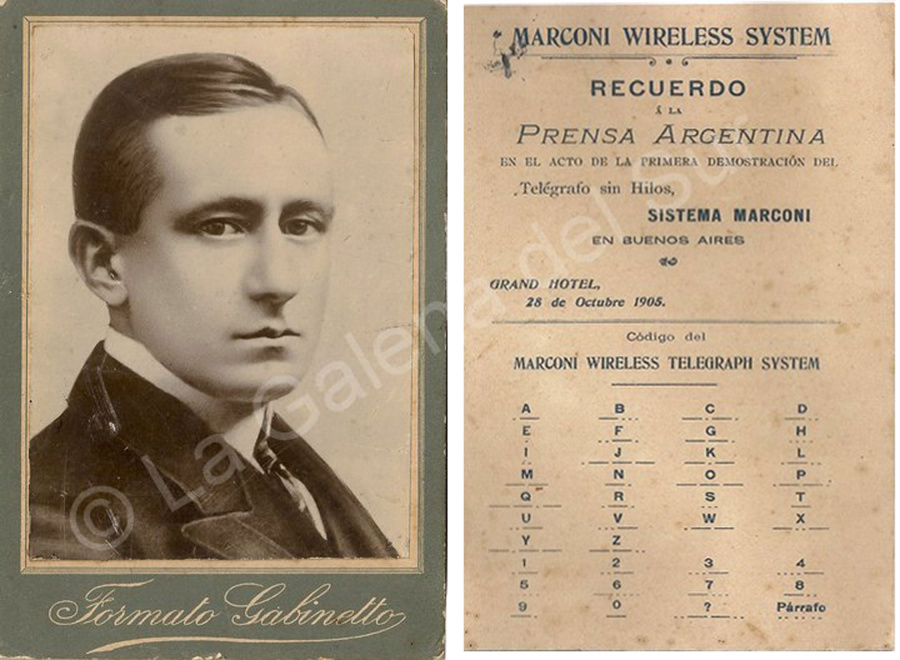 Formato Gabinetto
© La Galena del Sur
MARCONI WIRELESS SYSTEM
RECUERDO
Á LA
PRENSA ARGENTINA
EN EL ACTO DE LA PRIMERA DEMOSTRACIÓN DEL
Telégrafo sin Hilos,
SISTEMA MARCONI
EN BUENOS AIRES
GRAND HOTEL,
28 de Octubre 1905.
Código del
MARCONI WIRELESS TELEGRAPH SYSTEM
A B C D
E F G H
I J K L
M N O P
Q R S T
U V W X
Y Z
1 2 3 4
5 6 7 8
9 0 ? Párrafo